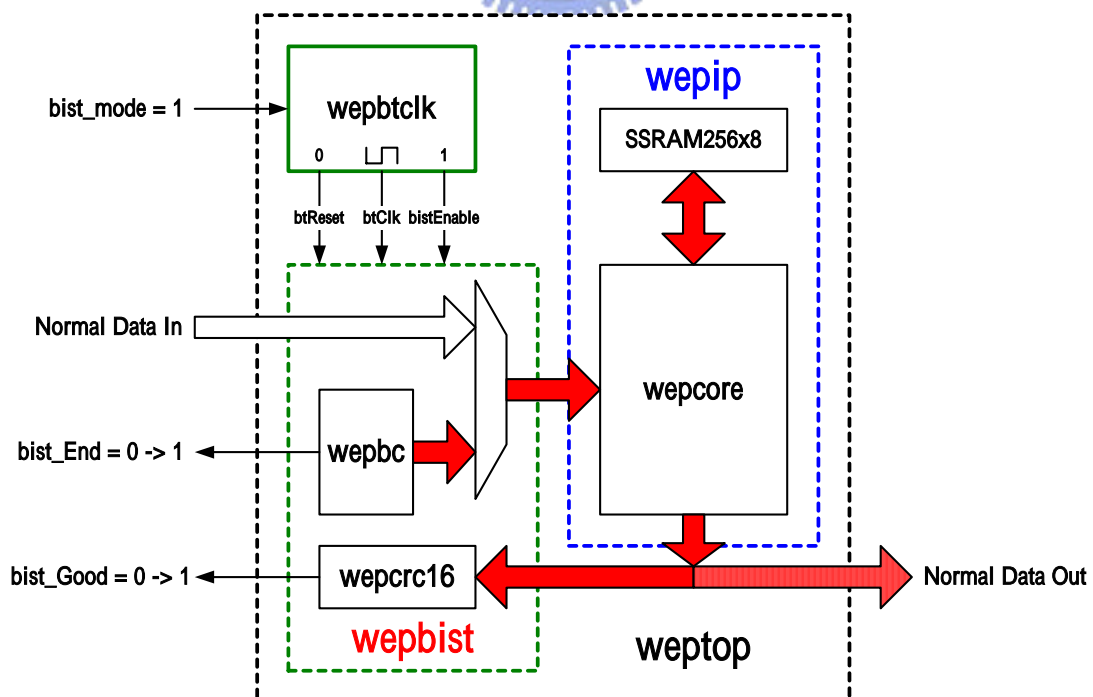 wepip
bist_mode = 1
wepbtclk
SSRAM256x8
0
1
btReset
btClk
bistEnable
Normal Data In
wepcore
bist_End = 0 -> 1
wepbc
bist_Good = 0 -> 1
wepcrc16
Normal Data Out
wepbist
weptop